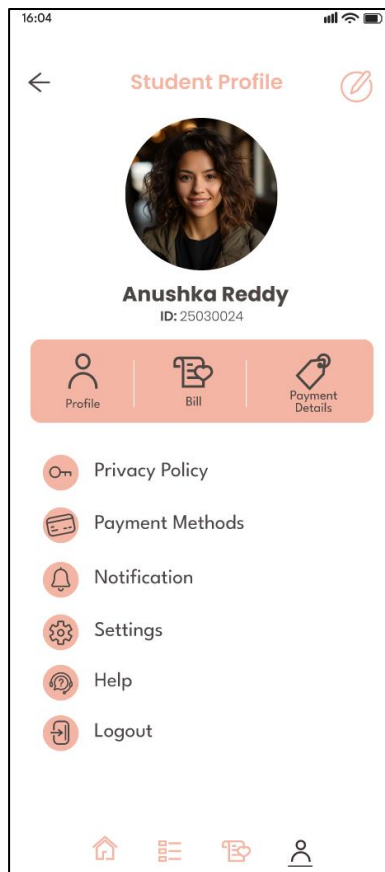 16:04
Student Profile
Anushka Reddy
ID: 25030024
Profile
Bill
Payment
Details
Privacy Policy
Payment Methods
Notification
Settings
Help
Logout